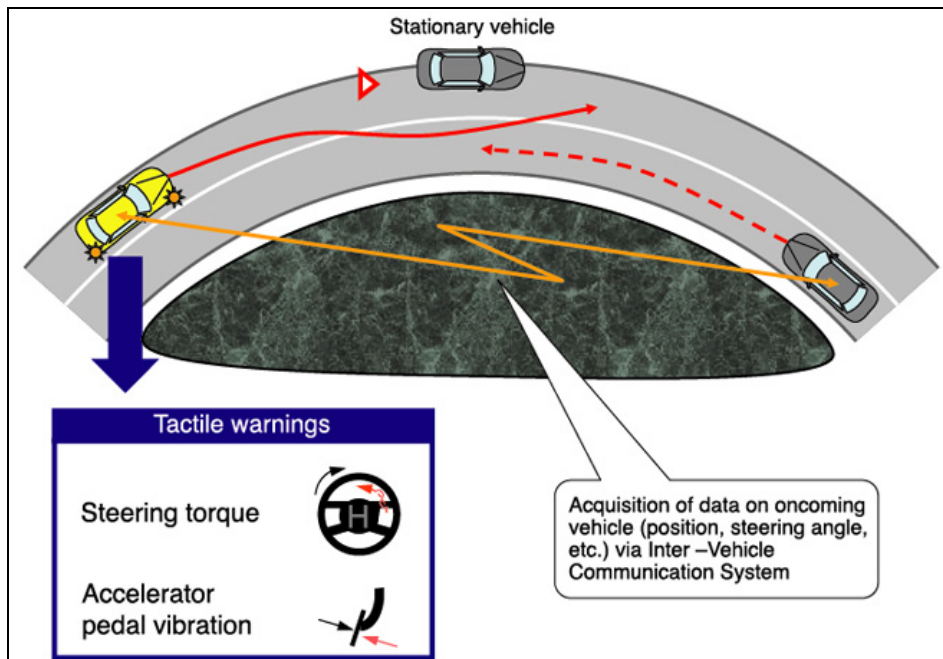 Stationary vehicle
Tactile warnings
Steering torque
H
Accelerator
pedal vibration
Acquisition of data on oncoming
vehicle (position, steering angle,
etc.) via Inter –Vehicle
Communication System